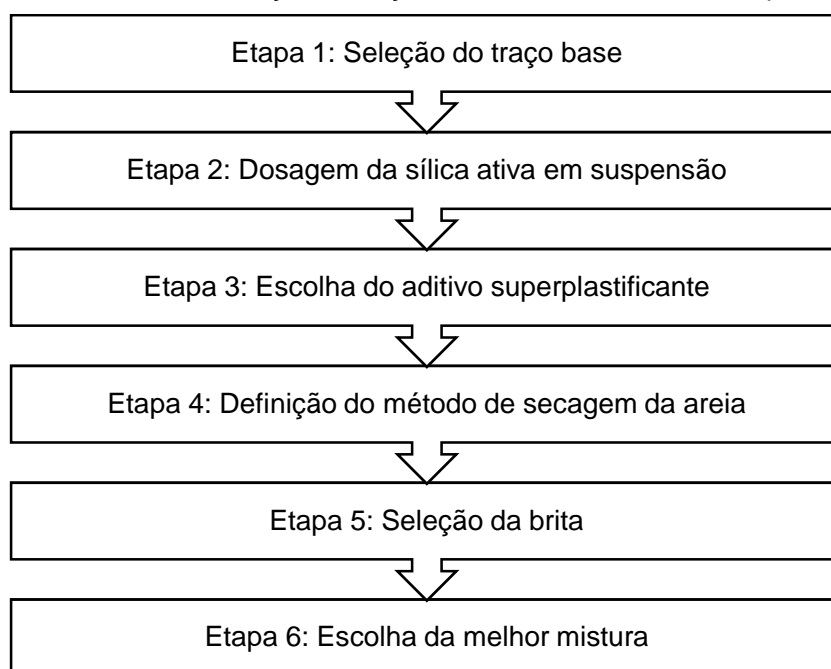 Etapa 1: Seleção do traço base
Etapa 2: Dosagem da sílica ativa em suspensão
Etapa 3: Escolha do aditivo superplastificante
Etapa 4: Definição do método de secagem da areia
Etapa 5: Seleção da brita
Etapa 6: Escolha da melhor mistura